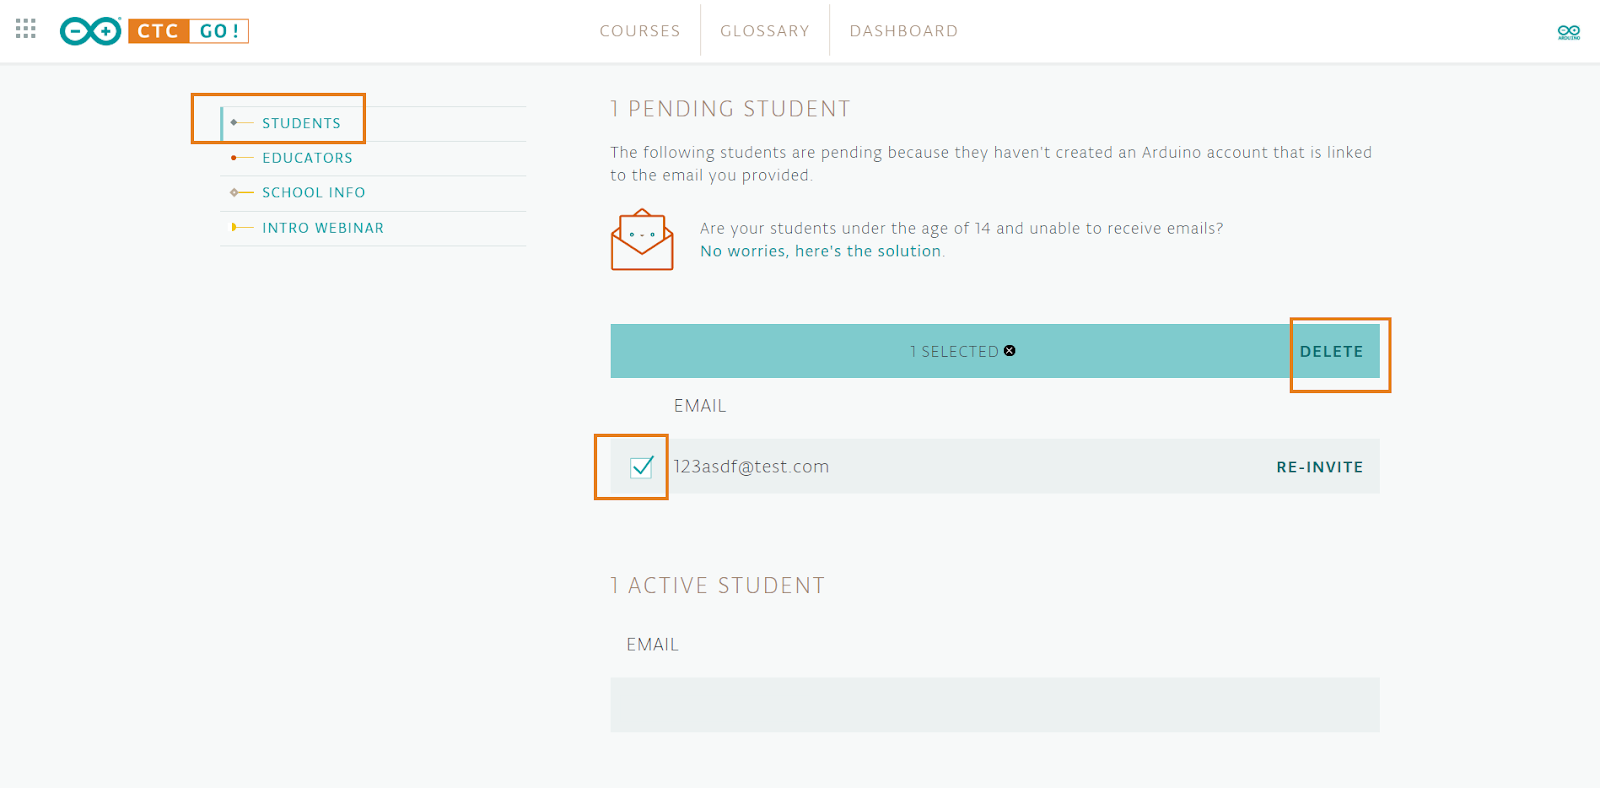 CTC GO!
COURSES
GLOSSARY
DASHBOARD
ARDUINO
STUDENTS
EDUCATORS
SCHOOL INFO
INTRO WEBINAR
1 PENDING STUDENT
The following students are pending because they haven't created an Arduino account that is linked
to the email you provided.
Are your students under the age of 14 and unable to receive emails?
No worries, here's the solution.
1 SELECTED
DELETE
EMAIL
123asdf@test.com
RE-INVITE
1 ACTIVE STUDENT
EMAIL